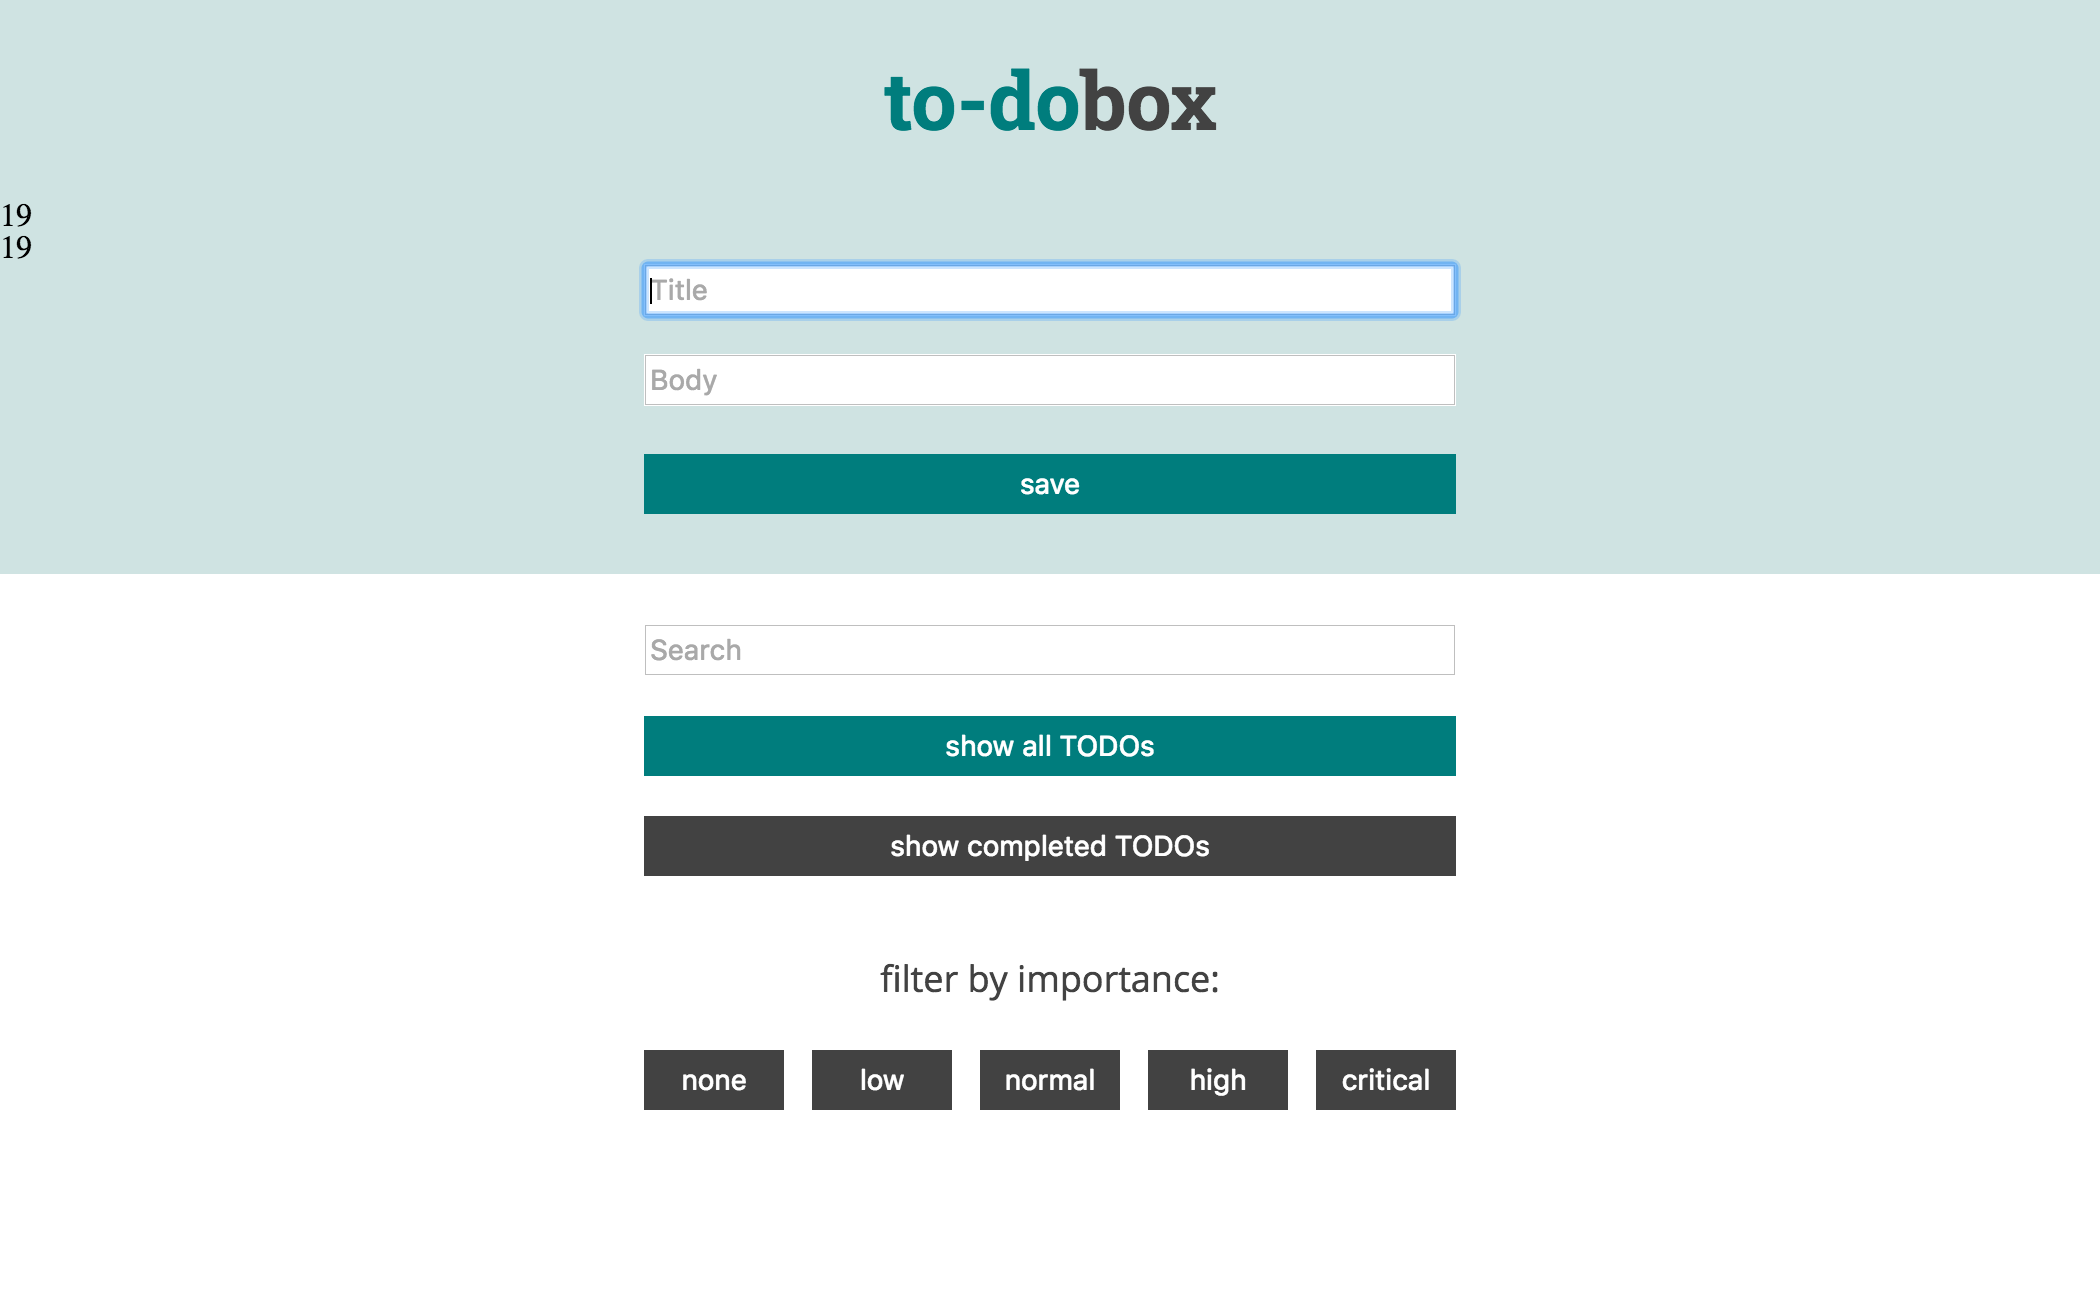 to-dobox
19
19
Title
Body
save
Search
show all TODOs
show completed TODOs
filter by importance:
none low normal high critical